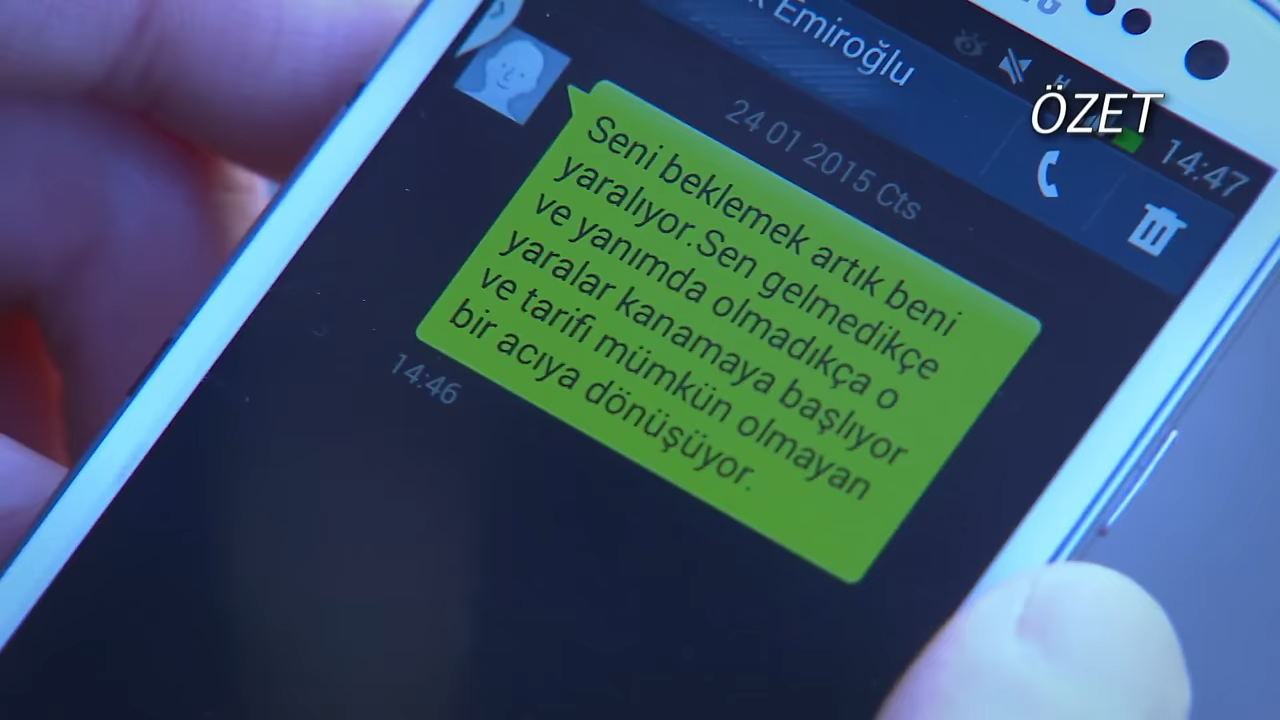 Emiroğlu
ÖZET
14:47
24 01 2015 Cts
Seni beklemek artık beni
yaralıyor.Sen gelmedikçe
ve yanımda olmadıkça o
yaralar kanamaya başlıyor
ve tarifi mümkün olmayan
bir acıya dönüşüyor.
14:46